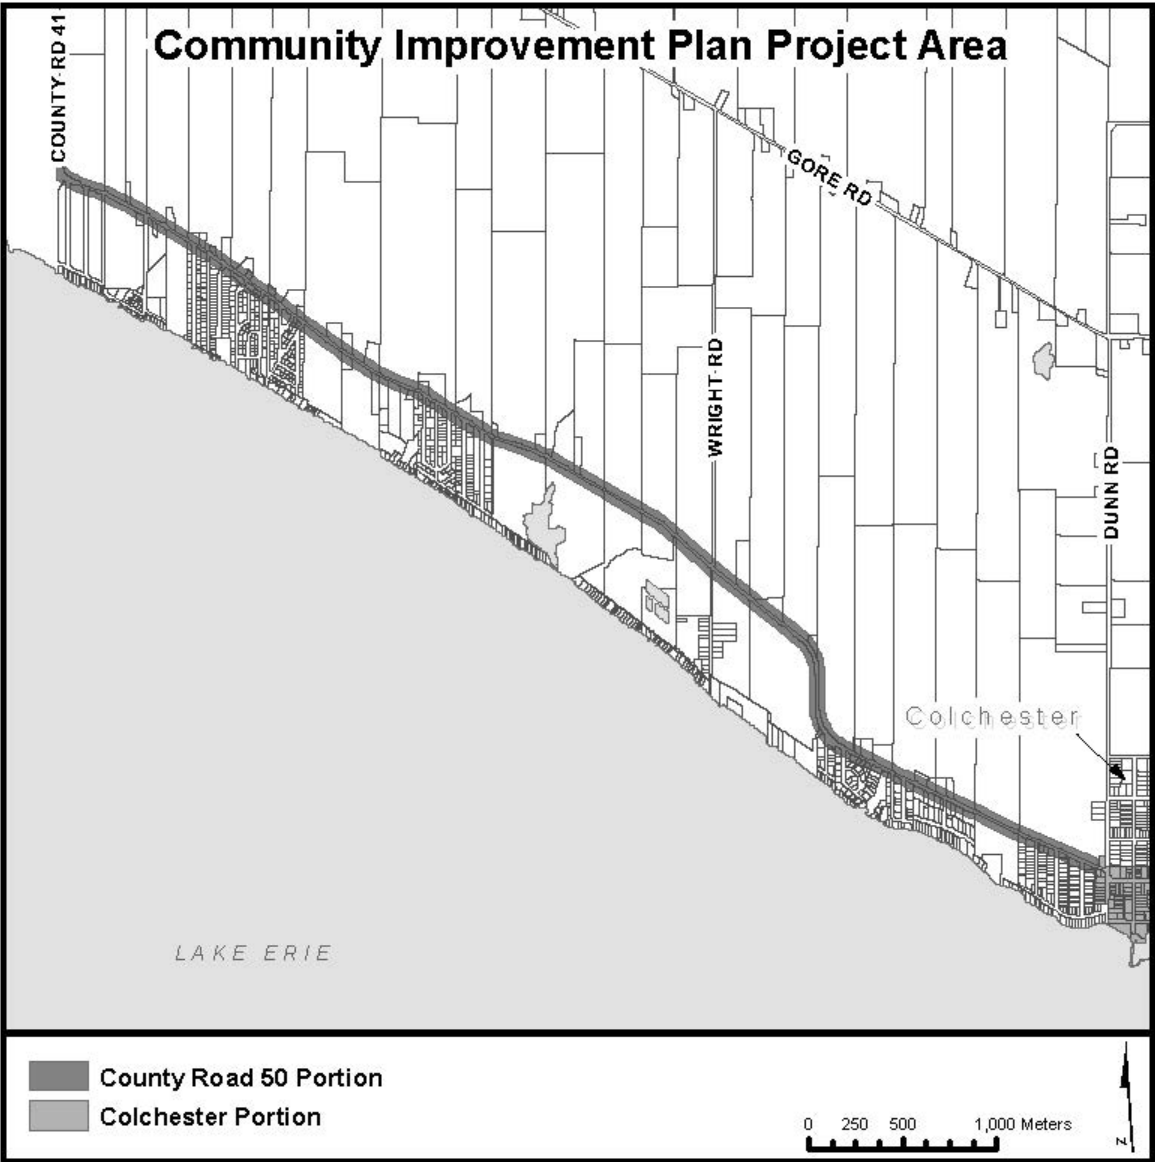 Community Improvement Plan Project Area
COUNTY RD 41
GORE RD
WRIGHT RD
DUNN RD
Colchester
LAKE ERIE
County Road 50 Portion
Colchester Portion
0 250 500 1,000 Meters
N